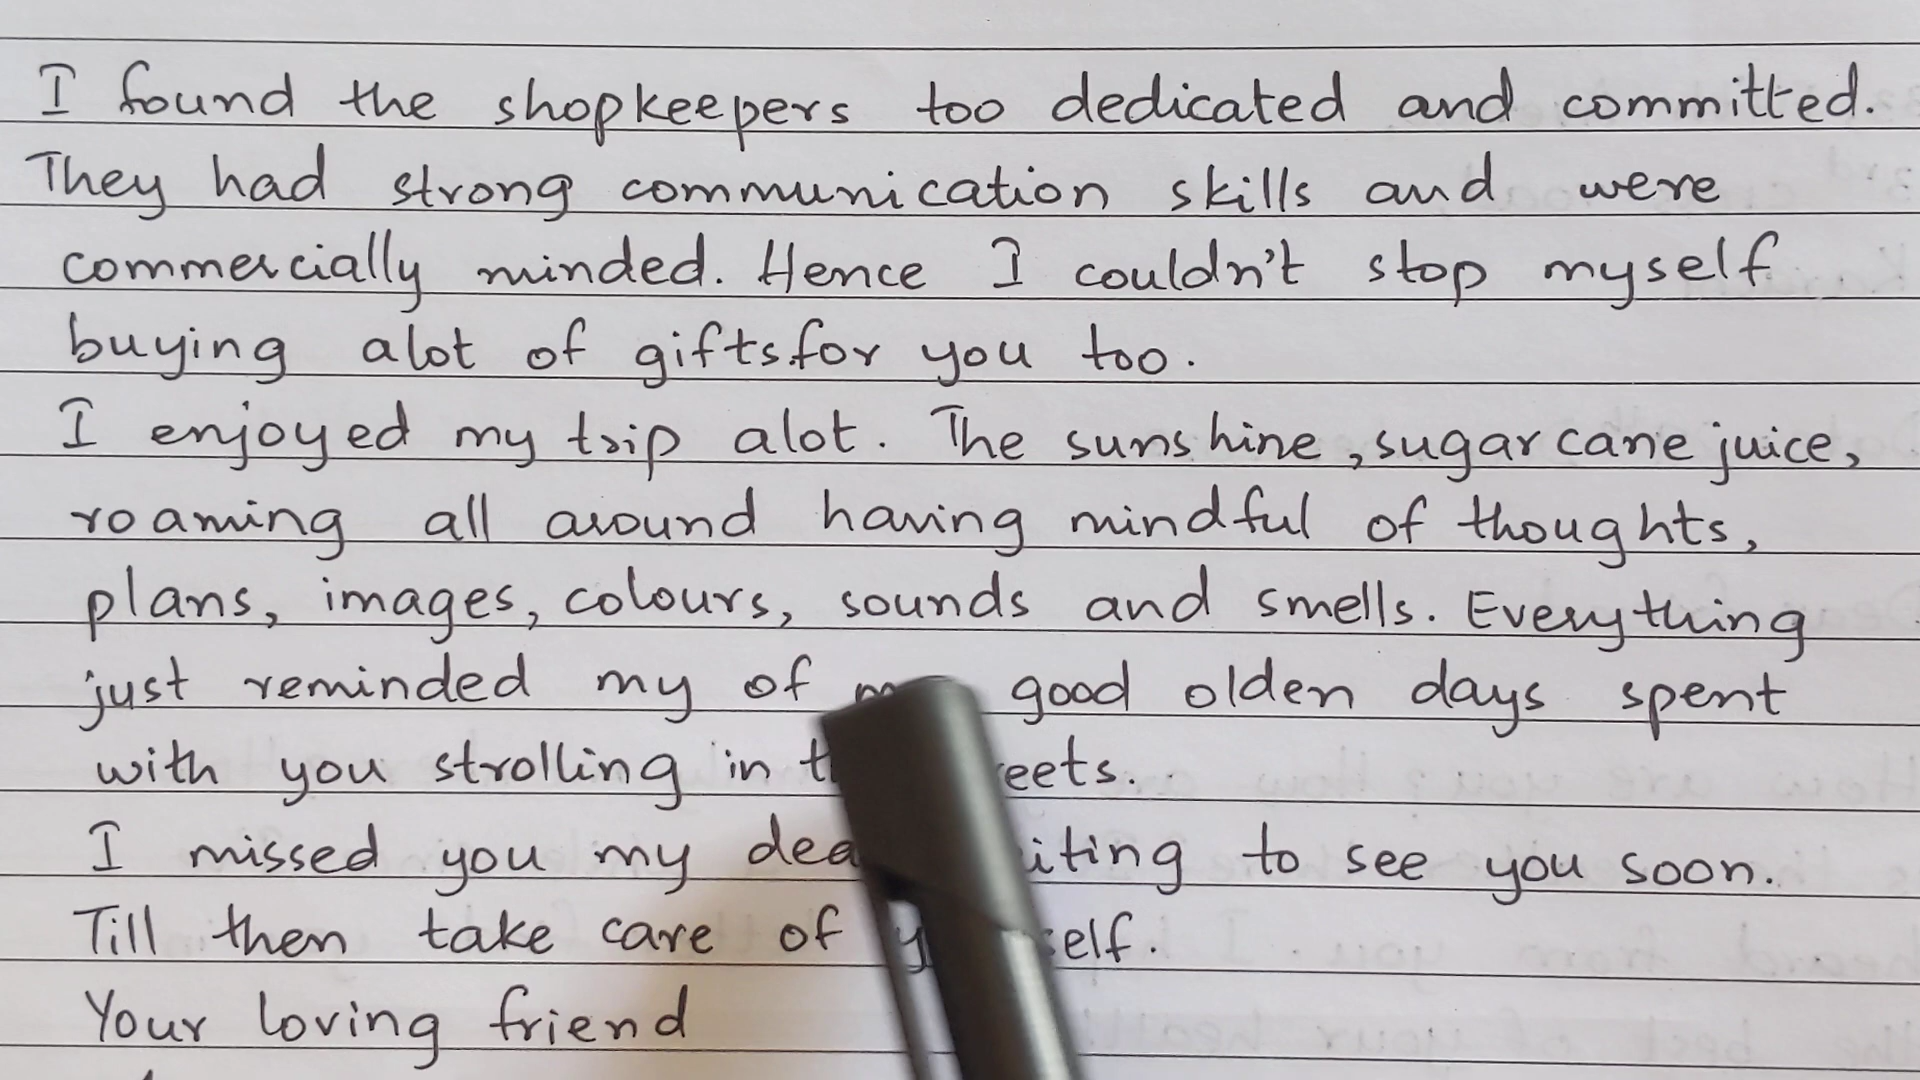 I found the shopkeepers too dedicated and committed.
They had strong communication skills and were
commercially minded. Hence I couldn't stop myself
buying alot of gifts.for you too.
I enjoyed my trip alot. The sunshine, sugarcane juice,
roaming all around having mindful of thoughts,
plans, images, colours, sounds and smells. Everything
just reminded my of good olden days spent
with you strolling in
I missed you my to see you soon.
Till then take care of
Your loving friend